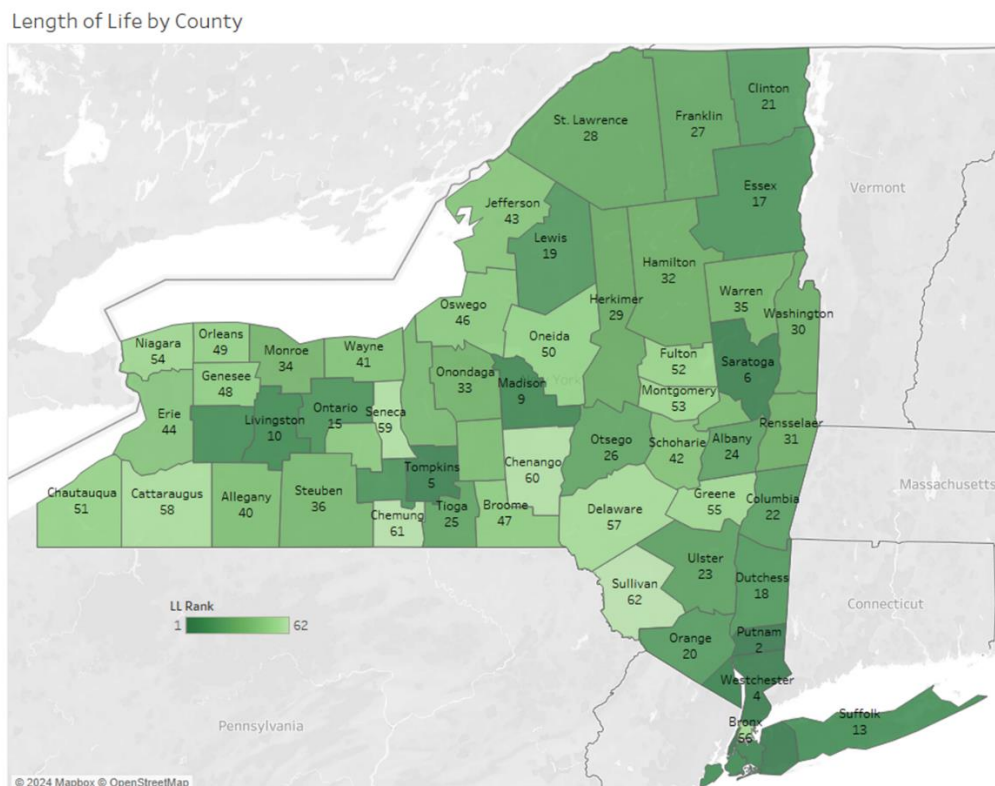 Length of Life by County
Clinton
21
St. Lawrence
28
Franklin
27
Essex
17
Vermont
Jefferson
43
Lewis
19
Hamilton
32
Herkimer
29
Warren
35
Washington
30
Oswego
46
Oneida
50
Niagara
54
Orleans
49
Monroe
34
Wayne
41
Fulton
52
Saratoga
6
Genesee
48
Onondaga
33
Madison
9
Montgomery
53
Erie
44
Livingston
10
Ontario
15
Seneca
59
Otsego
26
Schoharie
42
Albany
24
Rensselaer
31
Tompkins
5
Chenango
60
Chautauqua
51
Cattaraugus
58
Allegany
40
Steuben
36
Chemung
61
Tioga
25
Broome
47
Delaware
57
Greene
55
Columbia
22
Massachusetts
Ulster
23
Dutchess
18
Sullivan
62
Connecticut
LL Rank
1 62
Orange
20
Putnam
2
Westchester
4
Pennsylvania
Bronx
56
Suffolk
13
© 2024 Mapbox © OpenStreetMap